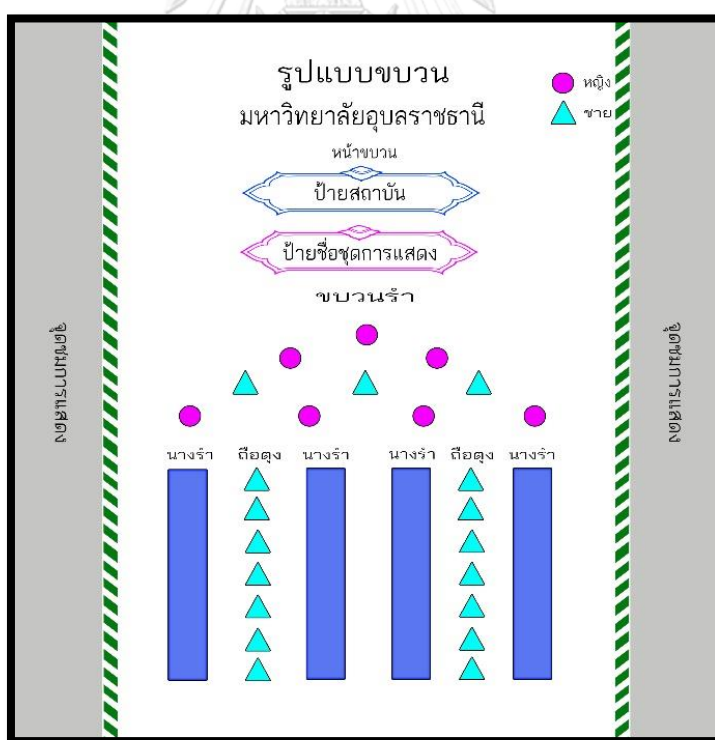 รูปแบบขบวน
มหาวิทยาลัยอุบลราชธานี
หญิง
ชาย
หน้าขบวน
ป้ายสถาบัน
ป้ายชื่อชุดการแสดง
ขบวนรำ
จุดชมการแสดง
จุดชมการแสดง
นางรำ ถือตุง นางรำ นางรำ ถือตุง นางรำ